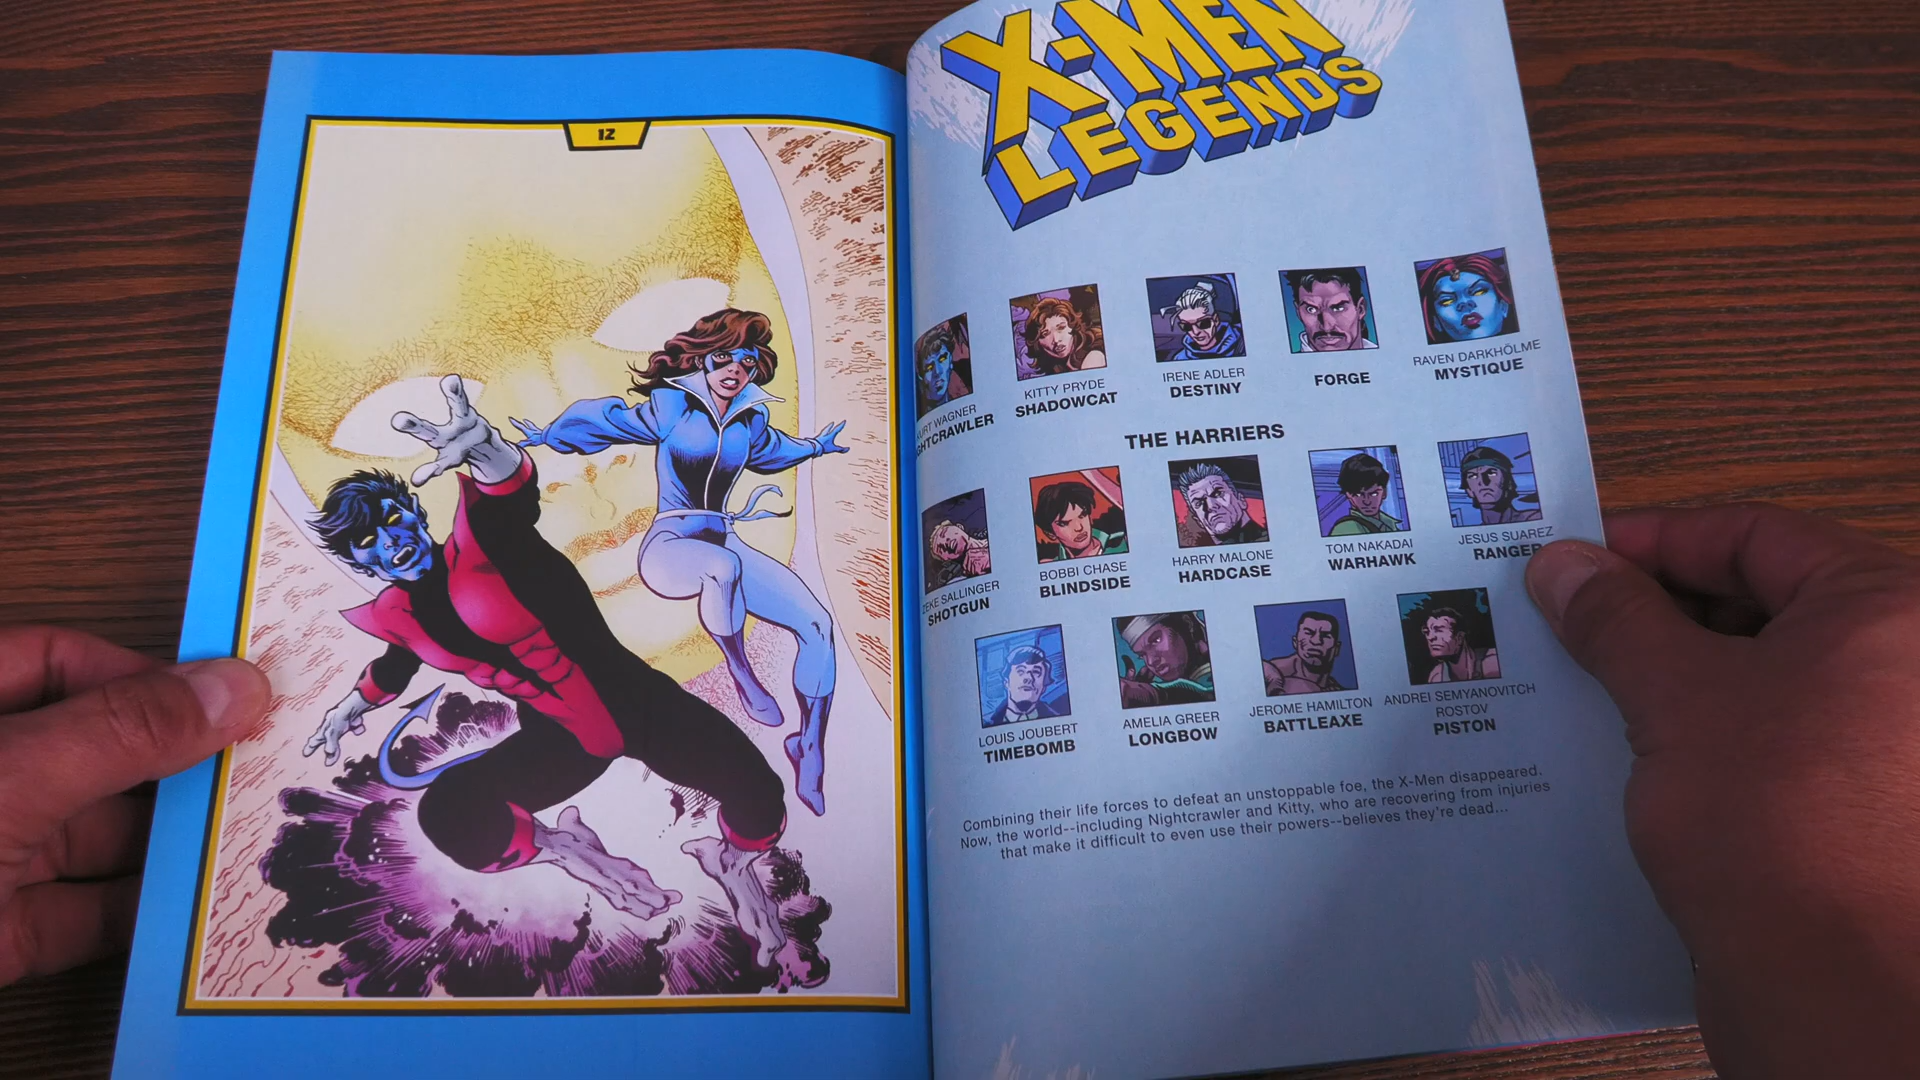 12
X-MEN
LEGENDS
KURT WAGNER
GHTCRAWLER
KITTY PRYDE
SHADOWCAT
IRENE ADLER
DESTINY
FORGE
RAVEN DARKHÖLME
MYSTIQUE
THE HARRIERS
ZEKE SALLINGER
SHOTGUN
BOBBI CHASE
BLINDSIDE
HARRY MALONE
HARDCASE
TOM NAKADAI
WARHAWK
JESUS SUAREZ
RANGER
LOUIS JOUBERT
TIMEBOMB
AMELIA GREER
LONGBOW
JEROME HAMILTON
BATTLEAXE
ANDREI SEMYANOVITCH
ROSTOV
PISTON
Combining their life forces to defeat an unstoppable foe, the X-Men disappeared.
Now, the world--including Nightcrawler and Kitty, who are recovering from injuries
that make it difficult to even use their powers--believes they're dead...